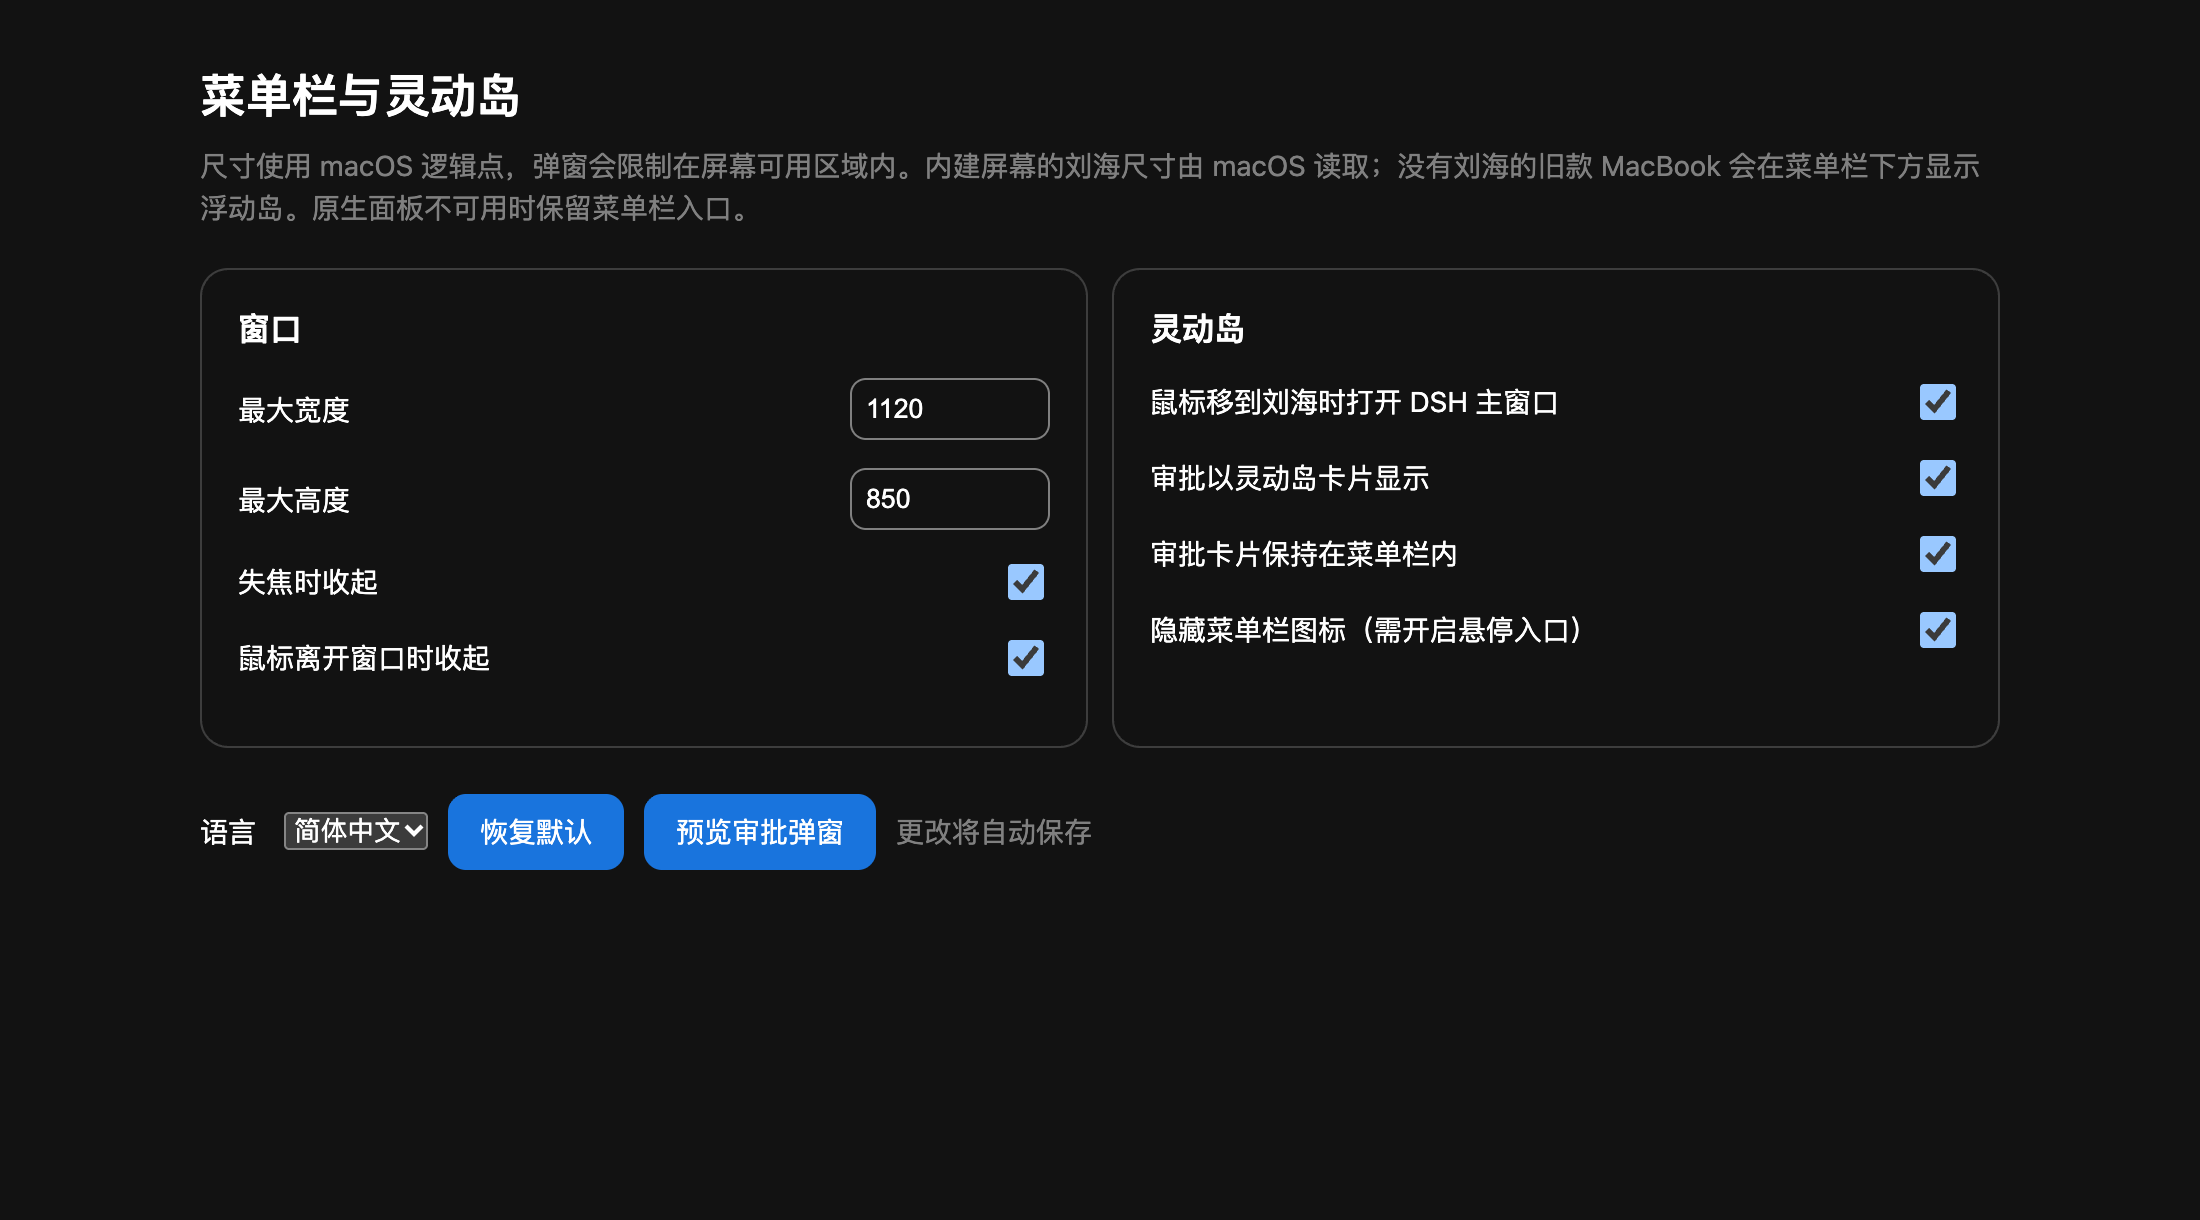 菜单栏与灵动岛
尺寸使用 macOS 逻辑点，弹窗会限制在屏幕可用区域内。内建屏幕的刘海尺寸由 macOS 读取；没有刘海的旧款 MacBook 会在菜单栏下方显示
浮动岛。原生面板不可用时保留菜单栏入口。
窗口
最大宽度 1120
最大高度 850
失焦时收起
鼠标离开窗口时收起
灵动岛
鼠标移到刘海时打开 DSH 主窗口
审批以灵动岛卡片显示
审批卡片保持在菜单栏内
隐藏菜单栏图标（需开启悬停入口）
语言 简体中文 恢复默认 预览审批弹窗 更改将自动保存